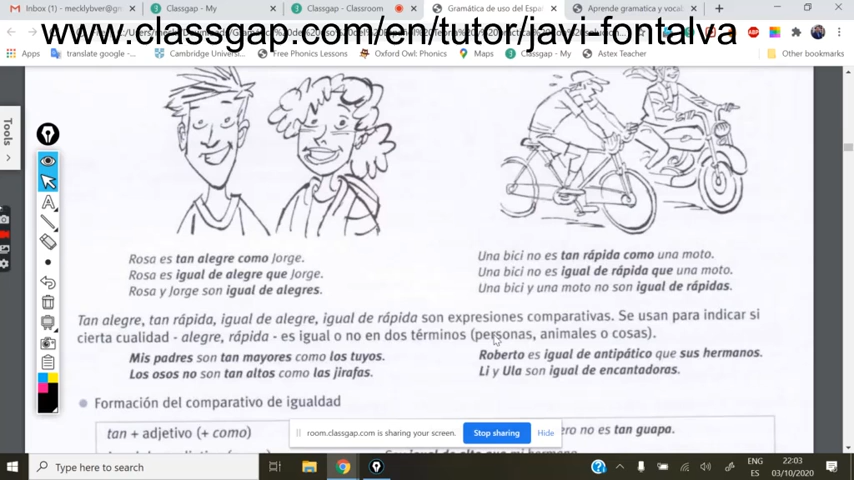 Inbox (1) - mecklybver@gm
Classgap - My
Classgap - Classroom
Gramática de uso del Espa
Aprende gramatica y vocal
www.classgap.com/en/tutor/javi-fontalva
Apps
translate google -...
Cambridge Univers...
Free Phonics Lessons
Oxford Owl: Phonics
Maps
Classgap - My
Astex Teacher
Other bookmarks
Tools
Rosa es tan alegre como Jorge.
Rosa es igual de alegre que Jorge.
Rosa y Jorge son igual de alegres.
Una bici no es tan rápida como una moto.
Una bici no es igual de rápida que una moto.
Una bici y una moto no son igual de rápidas.
Tan alegre, tan rápida, igual de alegre, igual de rápida son expresiones comparativas. Se usan para indicar si
cierta cualidad - alegre, rápida - es igual o no en dos términos (personas, animales o cosas).
Mis padres son tan mayores como los tuyos.
Los osos no son tan altos como las jirafas.
Roberto es igual de antipático que sus hermanos.
Li y Ula son igual de encantadoras.
Formación del comparativo de igualdad
tan + adjetivo (+ como)
ero no es tan guapa.
room.classgap.com is sharing your screen.
Stop sharing
Hide
Type here to search
ENG
ES
22:03
03/10/2020